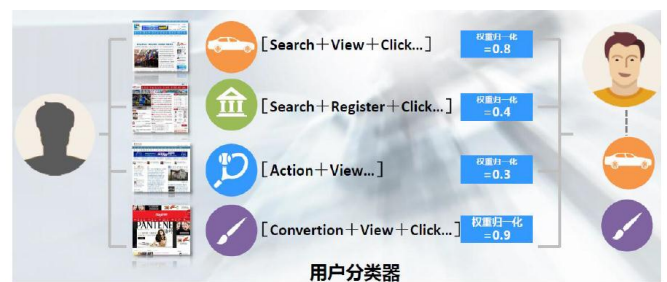 [Search+View+Click...]
权重归一化
=0.8
[Search+Register+Click...]
权重归一化
=0.4
[Action+View...]
权重归一化
=0.3
PANTENE
[Convertion+View+Click...]
权重归一化
=0.9
用户分类器